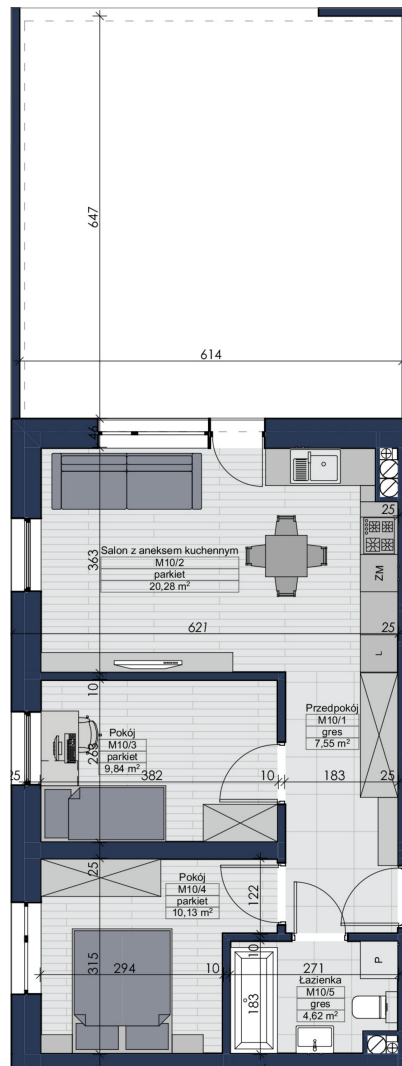 647
614
46
25
Salon z aneksem kuchennym
M10/2
parkiet
20,28 m²
363
ZM
621
25
L
10
Przedpokój
M10/1
gres
7,55 m²
Pokój
M10/3
parkiet
9,84 m²
263
25
382
10
183
25
25
Pokój
M10/4
parkiet
10,13 m²
122
10
315
294
10
271
P
Łazienka
M10/5
gres
4,62 m²
183